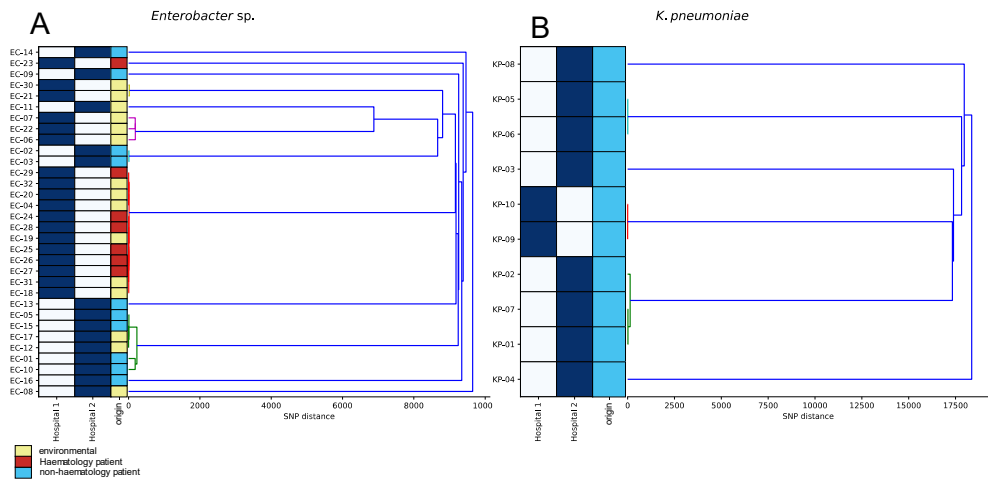 A
Enterobacter sp.
EC-14
EC-23
EC-09
EC-30
EC-21
EC-11
EC-07
EC-22
EC-06
EC-02
EC-03
EC-29
EC-32
EC-20
EC-04
EC-24
EC-28
EC-19
EC-25
EC-26
EC-27
EC-31
EC-18
EC-13
EC-05
EC-15
EC-17
EC-12
EC-01
EC-10
EC-16
EC-08
Hospital 1
Hospital 2
origin
0 2000 4000 6000 8000 1000
SNP distance
environmental
Haematology patient
non-haematology patient
B
K. pneumoniae
KP-08
KP-05
KP-06
KP-03
KP-10
KP-09
KP-02
KP-07
KP-01
KP-04
Hospital 1
Hospital 2
origin
0 2500 5000 7500 10000 12500 15000 17500
SNP distance